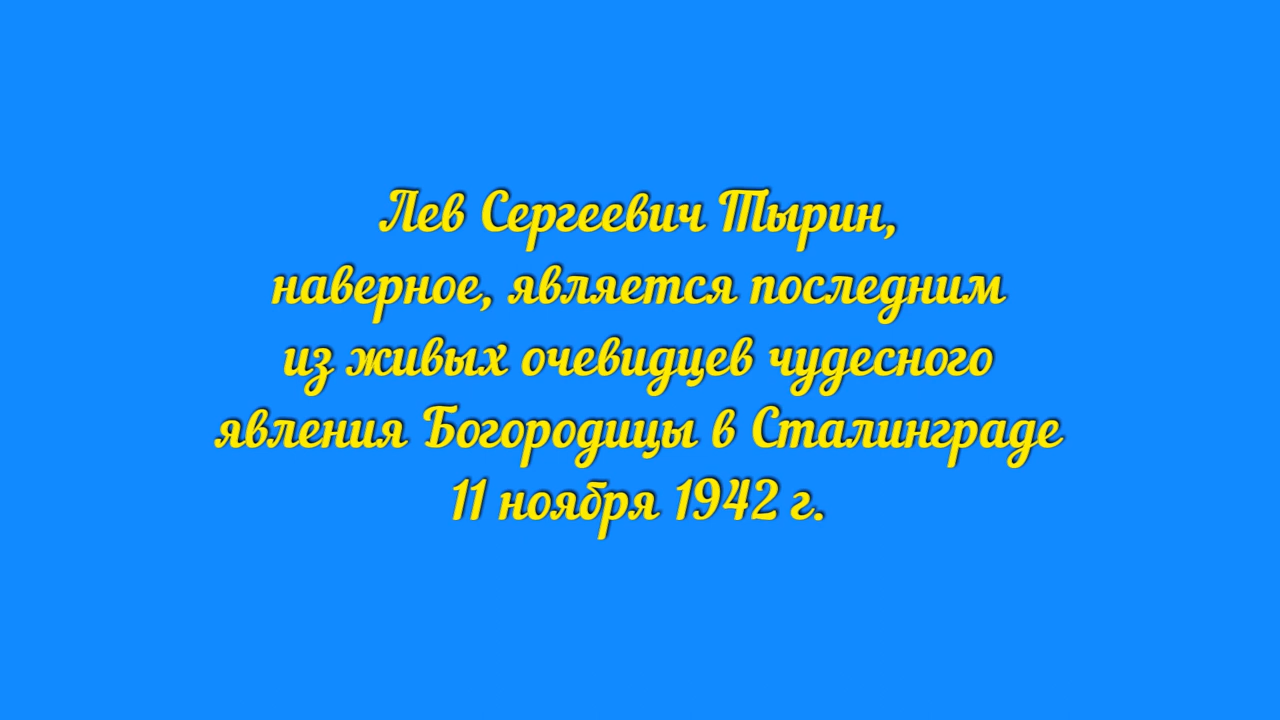 Лев Сергеевич Тырин,
наверное, является последним
из живых очевидцев чудесного
явления Богородицы в Сталинграде
11 ноября 1942 г.